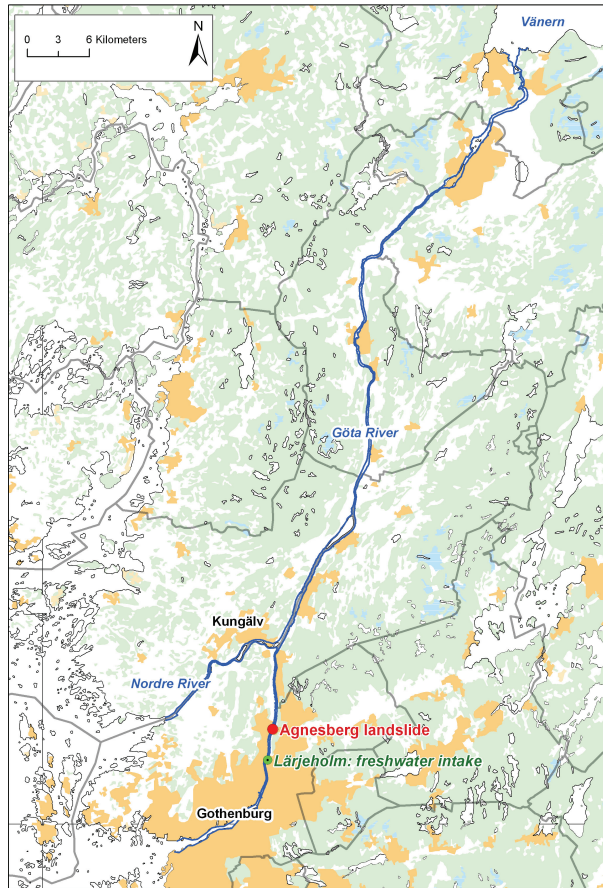 Vänern
N
0 3 6 Kilometers
Göta River
Kungälv
Nordre River
Agnesberg landslide
Lärjeholm: freshwater intake
Gothenburg